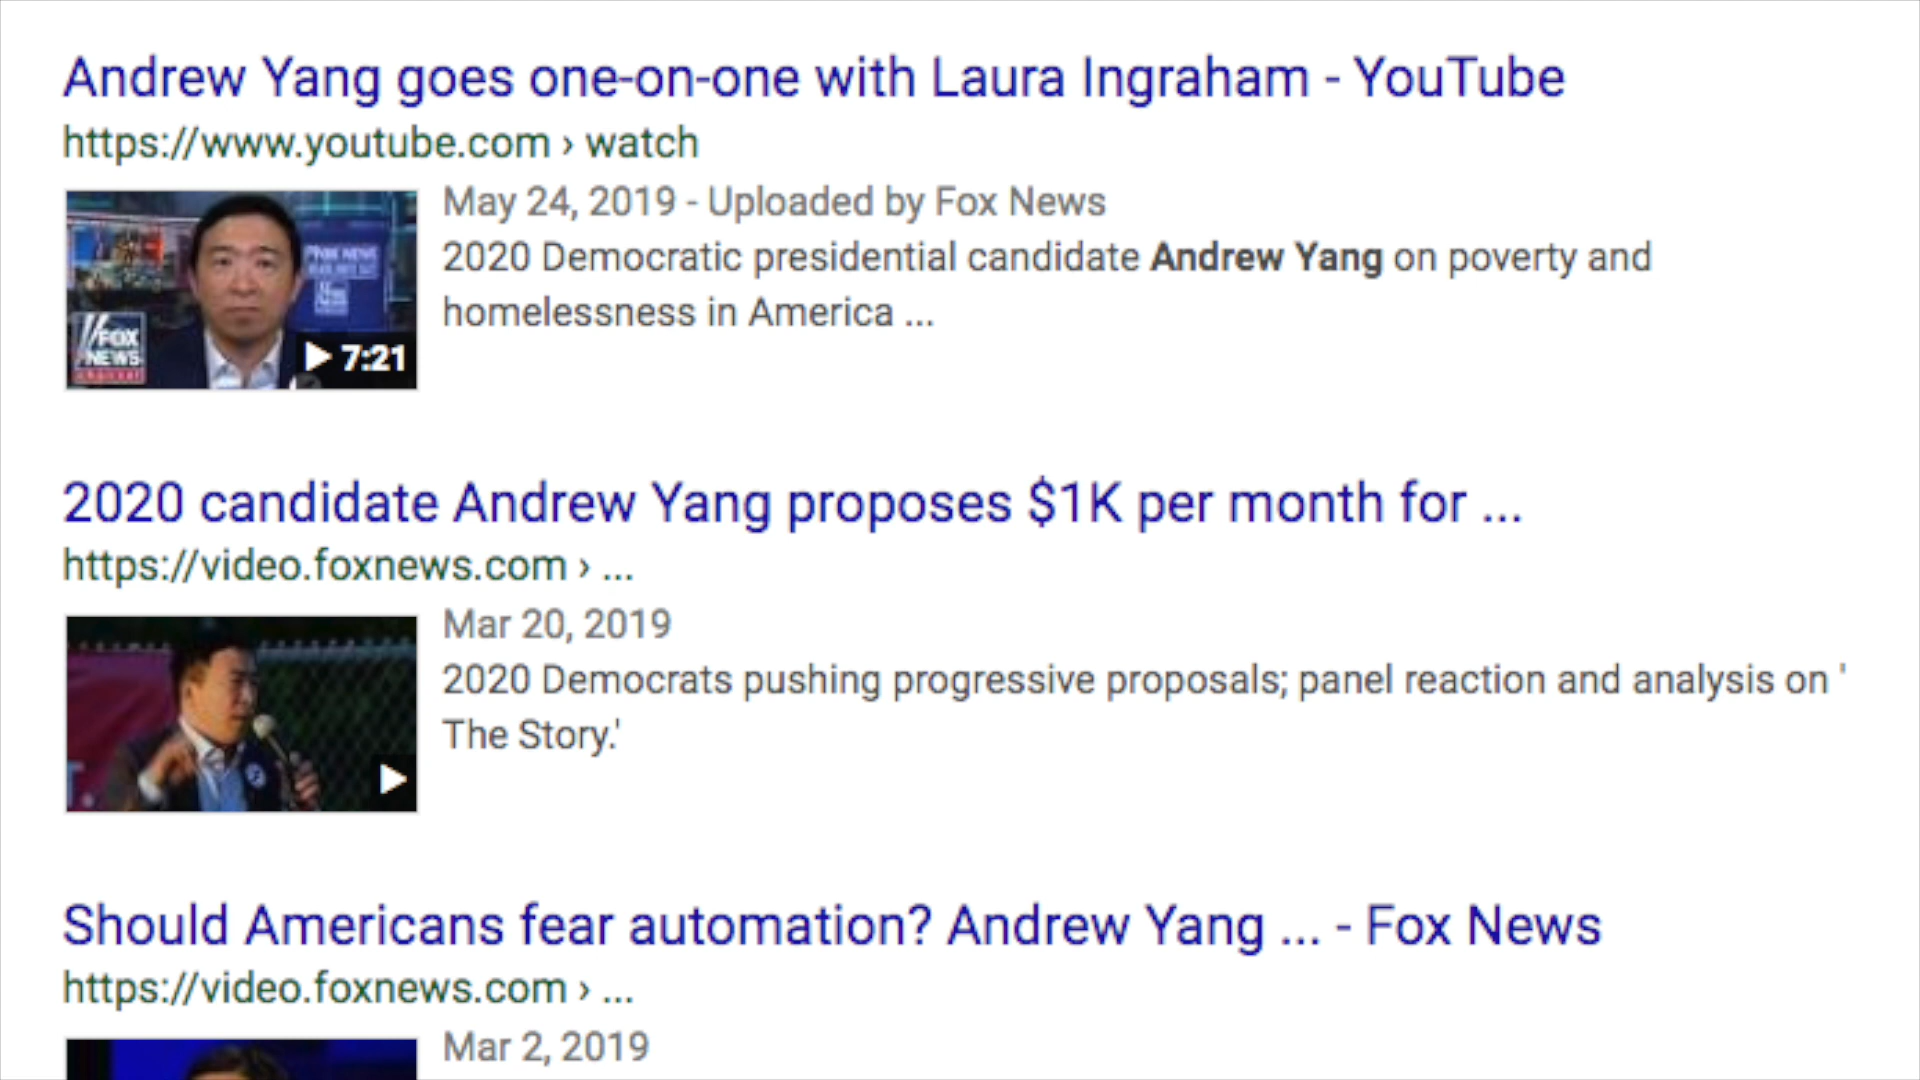 Andrew Yang goes one-on-one with Laura Ingraham - YouTube
https://www.youtube.com › watch
May 24, 2019 - Uploaded by Fox News
2020 Democratic presidential candidate Andrew Yang on poverty and
homelessness in America ...
FOX
NEWS
channel
7:21
2020 candidate Andrew Yang proposes $1K per month for ...
https://video.foxnews.com › ...
Mar 20, 2019
2020 Democrats pushing progressive proposals; panel reaction and analysis on '
The Story.'
Should Americans fear automation? Andrew Yang ... - Fox News
https://video.foxnews.com › ...
Mar 2, 2019